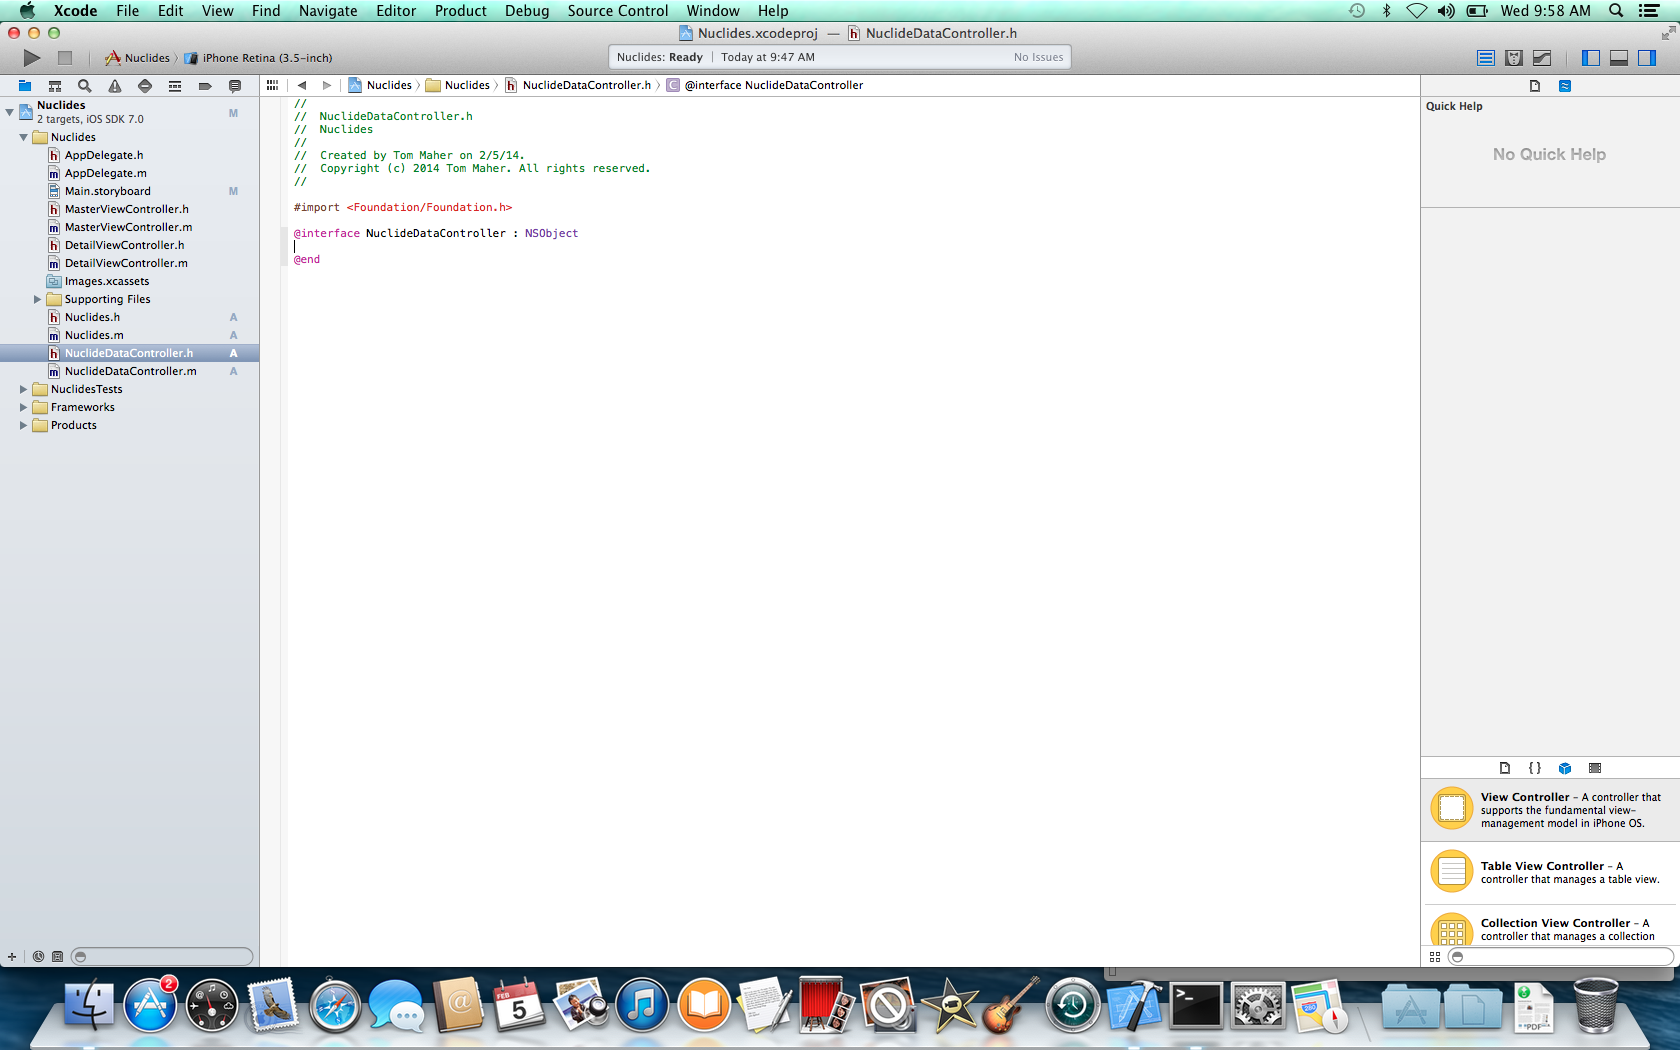 Xcode File Edit View Find Navigate Editor Product Debug Source Control Window Help Wed 9:58 AM
Nuclides.xcodeproj — h NuclideDataController.h
Nuclides iPhone Retina (3.5-inch) Nuclides: Ready Today at 9:47 AM No Issues
Nuclides Nuclides h NuclideDataController.h C @interface NuclideDataController
Nuclides
2 targets, iOS SDK 7.0 M
Nuclides
h AppDelegate.h
m AppDelegate.m
Main.storyboard M
h MasterViewController.h
m MasterViewController.m
h DetailViewController.h
m DetailViewController.m
Images.xcassets
Supporting Files
h Nuclides.h A
m Nuclides.m A
h NuclideDataController.h A
m NuclideDataController.m A
NuclidesTests
Frameworks
Products
//
// NuclideDataController.h
// Nuclides
//
// Created by Tom Maher on 2/5/14.
// Copyright (c) 2014 Tom Maher. All rights reserved.
//
#import <Foundation/Foundation.h>
@interface NuclideDataController : NSObject
@end
Quick Help
No Quick Help
{ }
View Controller – A controller that
supports the fundamental view-
management model in iPhone OS.
Table View Controller – A
controller that manages a table view.
Collection View Controller – A
controller that manages a collection
2
@
FEB
5
>_
280
PDF